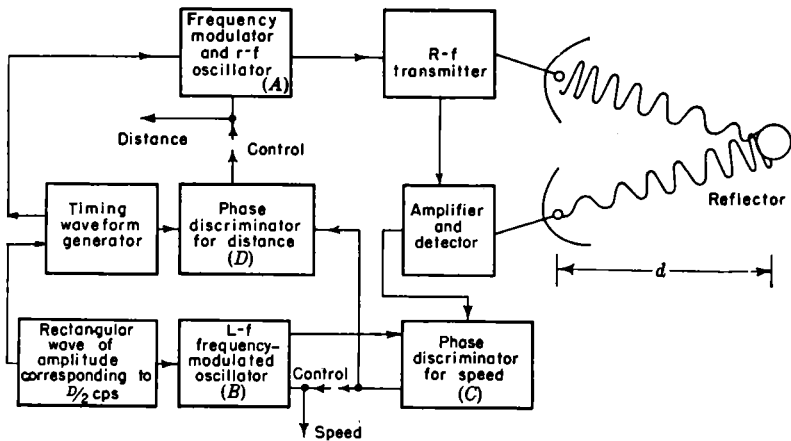 Frequency
modulator
and r-f
oscillator
(A)
R-f
transmitter
Distance
Control
Reflector
Timing
waveform
generator
Phase
discriminator
for distance
(D)
Amplifier
and
detector
d
Rectangular
wave of
amplitude
corresponding to
D/2 cps
L-f
frequency-
modulated
oscillator
(B)
Control
Speed
Phase
discriminator
for speed
(C)